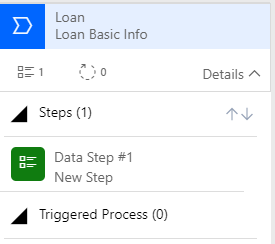 Loan
Loan Basic Info
1 0 Details
Steps (1)
Data Step #1
New Step
Triggered Process (0)